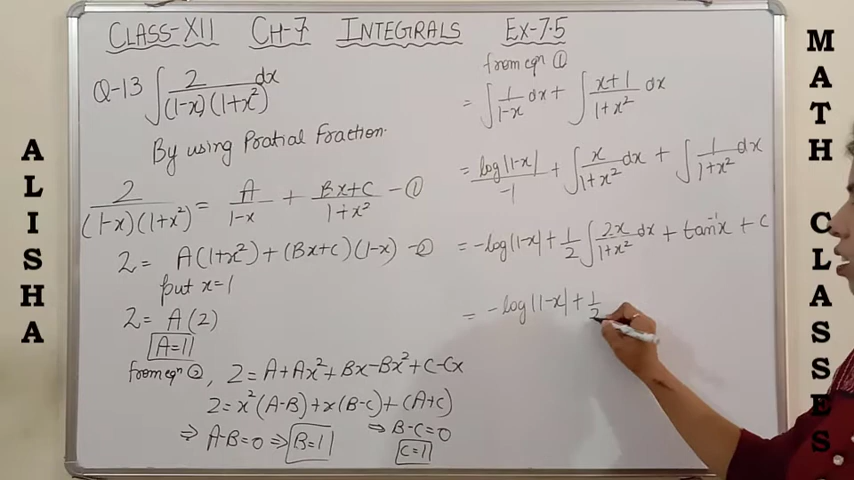 CLASS-XII CH-7 INTEGRALS EX-7.5
Q-13 ∫ 2/((1-x)(1+x²)) dx
By using Pratial Fraction.
2/((1-x)(1+x²)) = A/(1-x) + (Bx+C)/(1+x²) - ①
2 = A(1+x²) + (Bx+C)(1-x) - ②
put x=1
2 = A(2)
A=1
from eqn ②, 2 = A+Ax²+Bx-Bx²+C-Cx
2 = x²(A-B)+x(B-C)+(A+C)
⇒ A-B=0 ⇒ B=1 ⇒ B-C=0
C=1
from eqn ①
= ∫ 1/(1-x) dx + ∫ (x+1)/(1+x²) dx
= log|1-x|/-1 + ∫ x/(1+x²) dx + ∫ 1/(1+x²) dx
= -log|1-x| + 1/2 ∫ 2x/(1+x²) dx + tan⁻¹x + C
= -log|1-x| + 1/2
ALISHA
MATH CLASSES